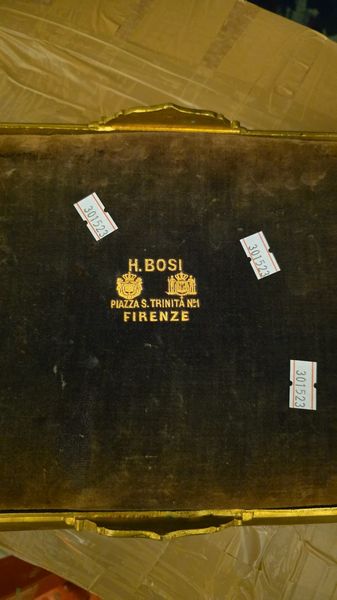 301523
301523
H. BOSI
PIAZZA S. TRINITÀ No1
FIRENZE
301523